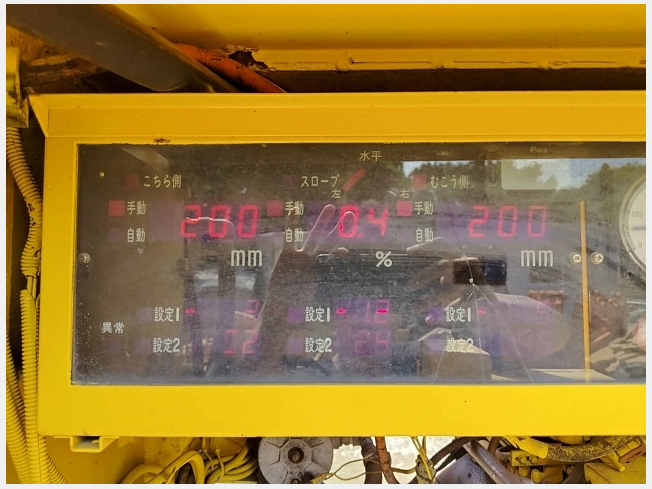 水平
こちら側 スロープ むこう側
左 右
手動 200 手動 0.4 手動 200
自動 自動 自動
mm % mm
設定1 設定1 設定1
異常
設定2 設定2 設定2